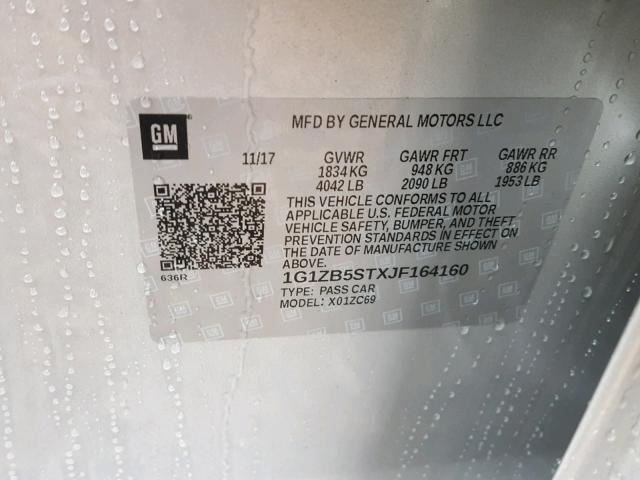 GM
MFD BY GENERAL MOTORS LLC
11/17 GVWR GAWR FRT GAWR RR
1834 KG 948 KG 886 KG
4042 LB 2090 LB 1953 LB
THIS VEHICLE CONFORMS TO ALL
APPLICABLE U.S. FEDERAL MOTOR
VEHICLE SAFETY, BUMPER, AND THEFT
PREVENTION STANDARDS IN EFFECT ON
THE DATE OF MANUFACTURE SHOWN
ABOVE.
636R
1G1ZB5STXJF164160
TYPE: PASS CAR
MODEL: X01ZC69